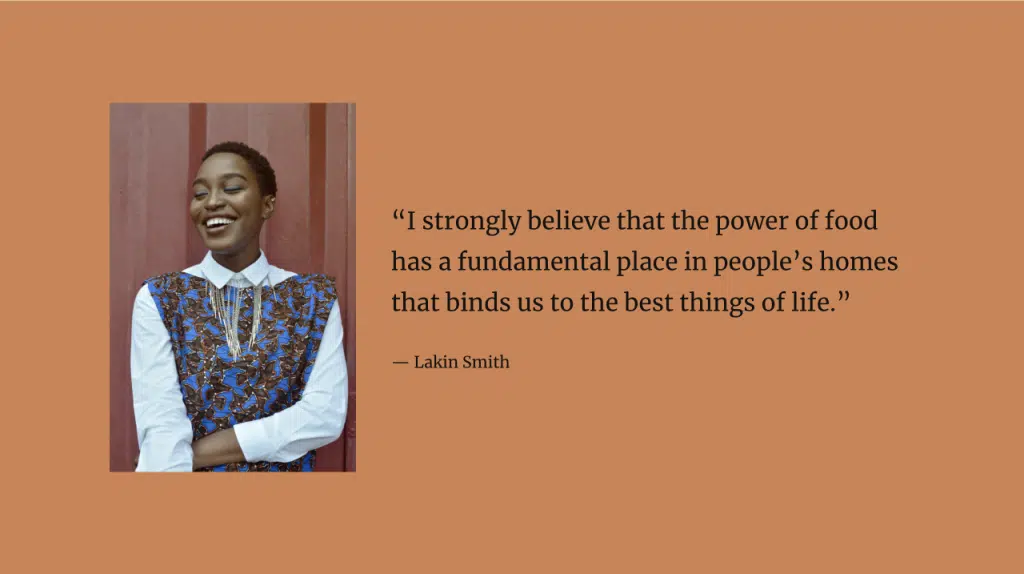 “I strongly believe that the power of food
has a fundamental place in people’s homes
that binds us to the best things of life.”
— Lakin Smith